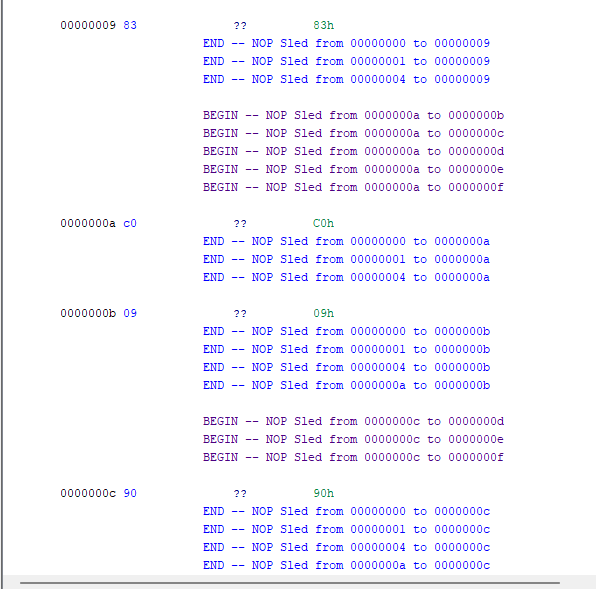 00000009 83 ?? 83h
END -- NOP Sled from 00000000 to 00000009
END -- NOP Sled from 00000001 to 00000009
END -- NOP Sled from 00000004 to 00000009
BEGIN -- NOP Sled from 0000000a to 0000000b
BEGIN -- NOP Sled from 0000000a to 0000000c
BEGIN -- NOP Sled from 0000000a to 0000000d
BEGIN -- NOP Sled from 0000000a to 0000000e
BEGIN -- NOP Sled from 0000000a to 0000000f
0000000a c0 ?? C0h
END -- NOP Sled from 00000000 to 0000000a
END -- NOP Sled from 00000001 to 0000000a
END -- NOP Sled from 00000004 to 0000000a
0000000b 09 ?? 09h
END -- NOP Sled from 00000000 to 0000000b
END -- NOP Sled from 00000001 to 0000000b
END -- NOP Sled from 00000004 to 0000000b
END -- NOP Sled from 0000000a to 0000000b
BEGIN -- NOP Sled from 0000000c to 0000000d
BEGIN -- NOP Sled from 0000000c to 0000000e
BEGIN -- NOP Sled from 0000000c to 0000000f
0000000c 90 ?? 90h
END -- NOP Sled from 00000000 to 0000000c
END -- NOP Sled from 00000001 to 0000000c
END -- NOP Sled from 00000004 to 0000000c
END -- NOP Sled from 0000000a to 0000000c